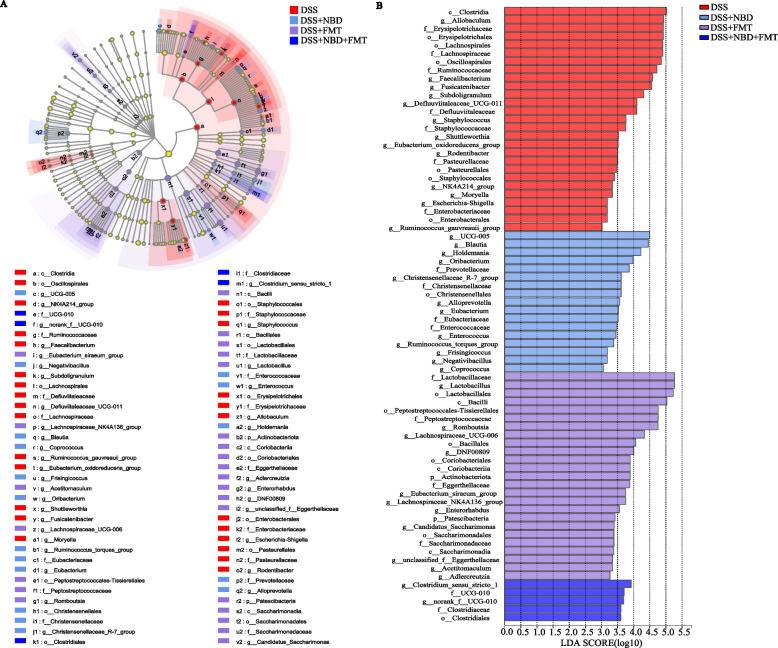 A
DSS
DSS+NBD
DSS+FMT
DSS+NBD+FMT
a : c__Clostridia
b : o__Oscillospirales
c : g__UCG-005
d : g__NK4A214_group
e : f__UCG-010
f : g__norank_f__UCG-010
g : f__Ruminococcaceae
h : g__Faecalibacterium
i : g__Eubacterium_siraeum_group
j : g__Negativibacillus
k : g__Subdoligranulum
l : o__Lachnospirales
m : f__Defluviitaleaceae
n : g__Defluviitaleaceae_UCG-011
o : f__Lachnospiraceae
p : g__Lachnospiraceae_NK4A136_group
q : g__Blautia
r : g__Coprococcus
s : g__Ruminococcus_gauvreauii_group
t : g__Eubacterium_oxidoreducens_group
u : g__Frisingicoccus
v : g__Acetitomaculum
w : g__Oribacterium
x : g__Shuttleworthia
y : g__Fusicatenibacter
z : g__Lachnospiraceae_UCG-006
a1 : g__Moryella
b1 : g__Ruminococcus_torques_group
c1 : f__Eubacteriaceae
d1 : g__Eubacterium
e1 : o__Peptostreptococcales-Tissierellales
f1 : f__Peptostreptococcaceae
g1 : g__Romboutsia
h1 : o__Christensenellales
i1 : f__Christensenellaceae
j1 : g__Christensenellaceae_R-7_group
k1 : o__Clostridiales
l1 : f__Clostridiaceae
m1 : g__Clostridium_sensu_stricto_1
n1 : c__Bacilli
o1 : o__Staphylococcales
p1 : f__Staphylococcaceae
q1 : g__Staphylococcus
r1 : o__Bacillales
s1 : o__Lactobacillales
t1 : f__Lactobacillaceae
u1 : g__Lactobacillus
v1 : f__Enterococcaceae
w1 : g__Enterococcus
x1 : o__Erysipelotrichales
y1 : f__Erysipelotrichaceae
z1 : g__Allobaculum
a2 : g__Holdemania
b2 : p__Actinobacteriota
c2 : c__Coriobacteriia
d2 : o__Coriobacteriales
e2 : f__Eggerthellaceae
f2 : g__Adlercreutzia
g2 : g__Enterorhabdus
h2 : g__DNF00809
i2 : g__unclassified_f__Eggerthellaceae
j2 : o__Enterobacterales
k2 : f__Enterobacteriaceae
l2 : g__Escherichia-Shigella
m2 : o__Pasteurellales
n2 : f__Pasteurellaceae
o2 : g__Rodentibacter
p2 : f__Prevotellaceae
q2 : g__Alloprevotella
r2 : p__Patescibacteria
s2 : c__Saccharimonadia
t2 : o__Saccharimonadales
u2 : f__Saccharimonadaceae
v2 : g__Candidatus_Saccharimonas
B
DSS
DSS+NBD
DSS+FMT
DSS+NBD+FMT
c__Clostridia
g__Allobaculum
f__Erysipelotrichaceae
o__Erysipelotrichales
o__Lachnospirales
f__Lachnospiraceae
o__Oscillospirales
f__Ruminococcaceae
g__Faecalibacterium
g__Fusicatenibacter
g__Subdoligranulum
g__Defluviitaleaceae_UCG-011
f__Defluviitaleaceae
g__Staphylococcus
f__Staphylococcaceae
g__Shuttleworthia
g__Eubacterium_oxidoreducens_group
g__Rodentibacter
f__Pasteurellaceae
o__Pasteurellales
o__Staphylococcales
g__NK4A214_group
g__Moryella
g__Escherichia-Shigella
f__Enterobacteriaceae
o__Enterobacterales
g__Ruminococcus_gauvreauii_group
g__UCG-005
g__Blautia
g__Holdemania
g__Oribacterium
f__Prevotellaceae
g__Christensenellaceae_R-7_group
f__Christensenellaceae
o__Christensenellales
g__Alloprevotella
g__Eubacterium
f__Eubacteriaceae
f__Enterococcaceae
g__Enterococcus
g__Ruminococcus_torques_group
g__Frisingicoccus
g__Negativibacillus
g__Coprococcus
f__Lactobacillaceae
g__Lactobacillus
o__Lactobacillales
c__Bacilli
o__Peptostreptococcales-Tissierellales
f__Peptostreptococcaceae
g__Romboutsia
g__Lachnospiraceae_UCG-006
o__Bacillales
g__DNF00809
o__Coriobacteriales
c__Coriobacteriia
p__Actinobacteriota
f__Eggerthellaceae
g__Eubacterium_siraeum_group
g__Lachnospiraceae_NK4A136_group
g__Enterorhabdus
p__Patescibacteria
g__Candidatus_Saccharimonas
o__Saccharimonadales
f__Saccharimonadaceae
c__Saccharimonadia
g__unclassified_f__Eggerthellaceae
g__Acetitomaculum
g__Adlercreutzia
g__Clostridium_sensu_stricto_1
f__UCG-010
g__norank_f__UCG-010
f__Clostridiaceae
o__Clostridiales
0.0 0.5 1.0 1.5 2.0 2.5 3.0 3.5 4.0 4.5 5.0 5.5
LDA SCORE(log10)